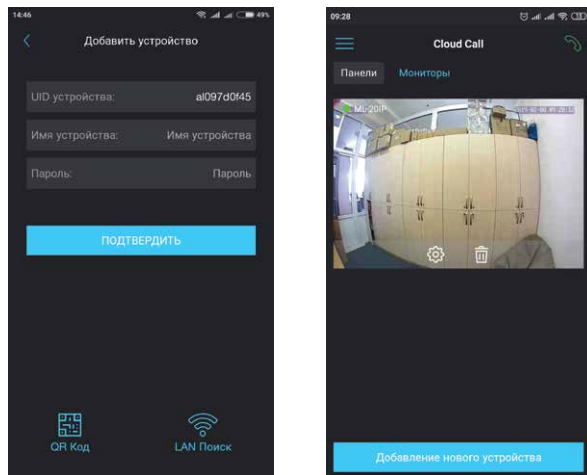 14:46
49%
Добавить устройство
UID устройства: al097d0f45
Имя устройства: Имя устройства
Пароль: Пароль
ПОДТВЕРДИТЬ
QR Код
LAN Поиск
09:28
Cloud Call
Панели
Мониторы
ML-20IP
Добавление нового устройства